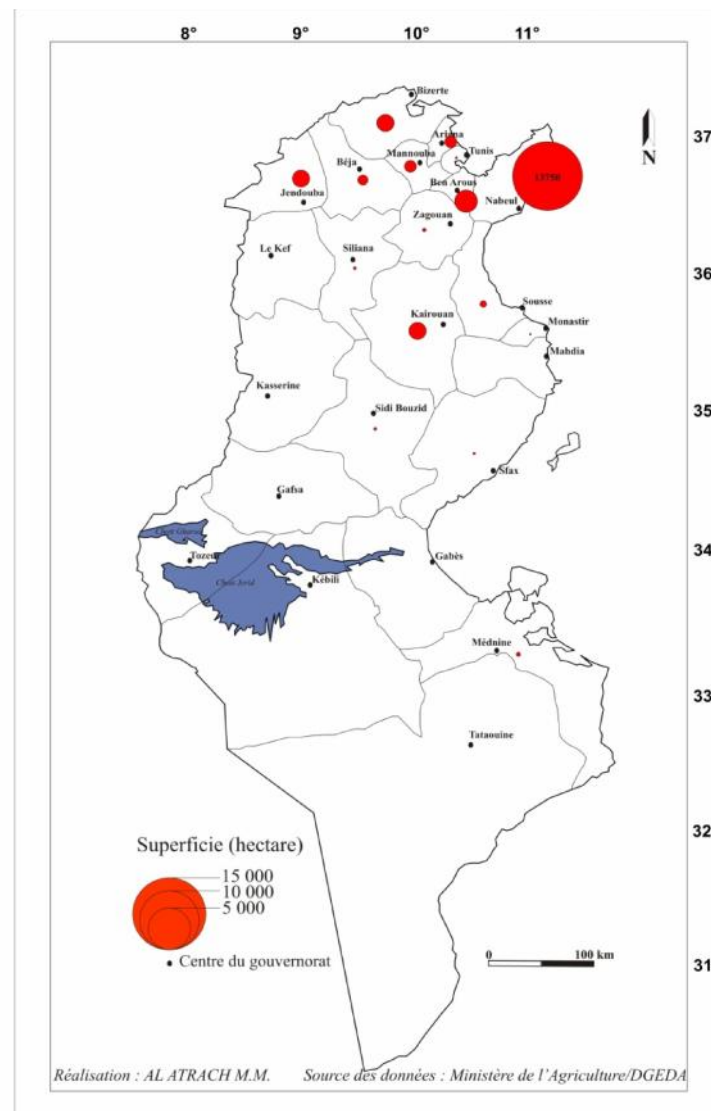 8° 9° 10° 11°
Bizerte
37
Ariana
N
Mannouba
Tunis
Béja
13750
Ben Arous
Jendouba
Nabeul
Zagouan
Le Kef
Siliana
36
Sousse
Kairouan
Monastir
Mahdia
Kasserine
35
Sidi Bouzid
Sfax
Gafsa
34
Tozeur
Gabès
Chott Jerid
Kébili
Médnine
33
Tataouine
32
Superfície (hectare)
15 000
10 000
5 000
Centre du gouvernorat
0 100 km
31
Réalisation : AL ATRACH M.M. Source des données : Ministère de l'Agriculture/DGEDA